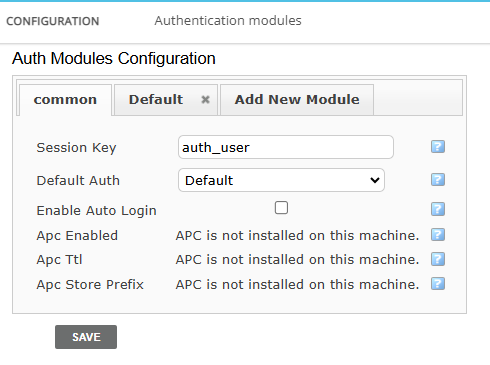 CONFIGURATION Authentication modules
Auth Modules Configuration
common Default × Add New Module
Session Key auth_user ?
Default Auth Default ?
Enable Auto Login ?
Apc Enabled APC is not installed on this machine. ?
Apc Ttl APC is not installed on this machine. ?
Apc Store Prefix APC is not installed on this machine. ?
SAVE